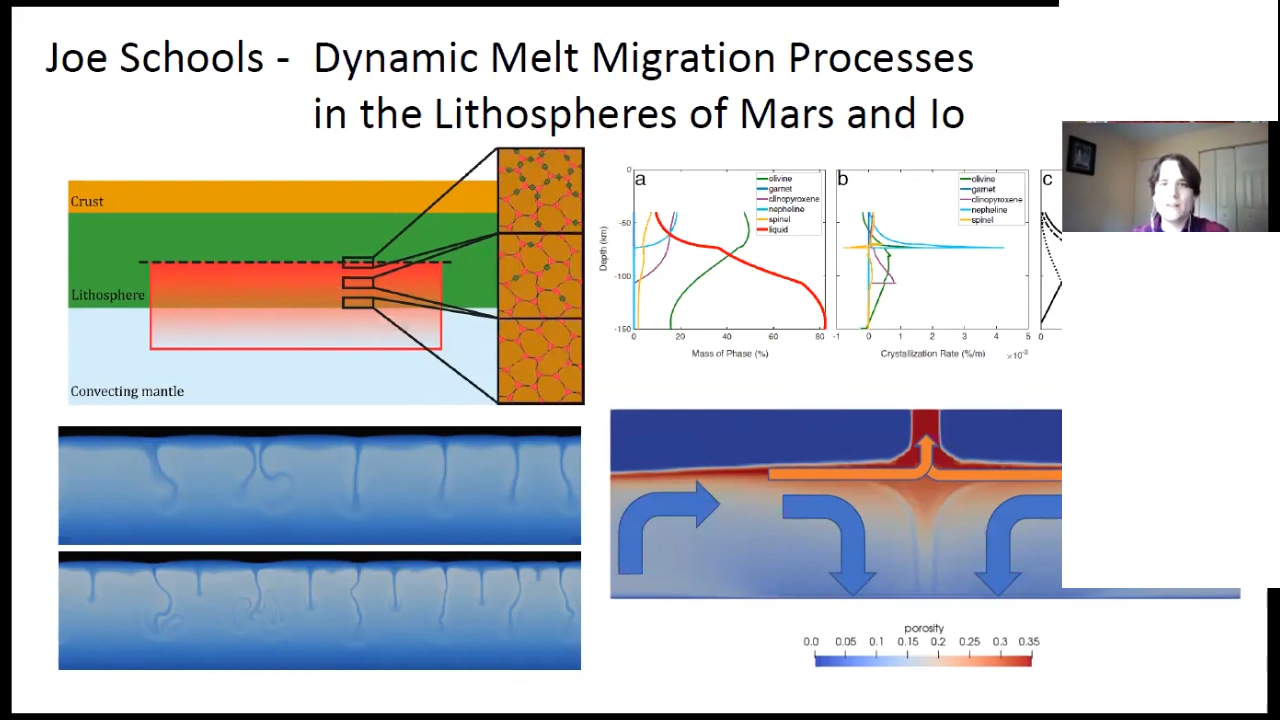 Joe Schools - Dynamic Melt Migration Processes
in the Lithospheres of Mars and Io
Crust
Lithosphere
Convecting mantle
a
olivine
garnet
clinopyroxene
nepheline
spinel
liquid
Depth (km)
0
-50
-100
-150
0 20 40 60 80
Mass of Phase (%)
b
olivine
garnet
clinopyroxene
nepheline
spinel
-1 0 1 2 3 4 5
Crystallization Rate (%/m) ×10⁻³
c
0
porosity
0.0 0.05 0.1 0.15 0.2 0.25 0.3 0.35